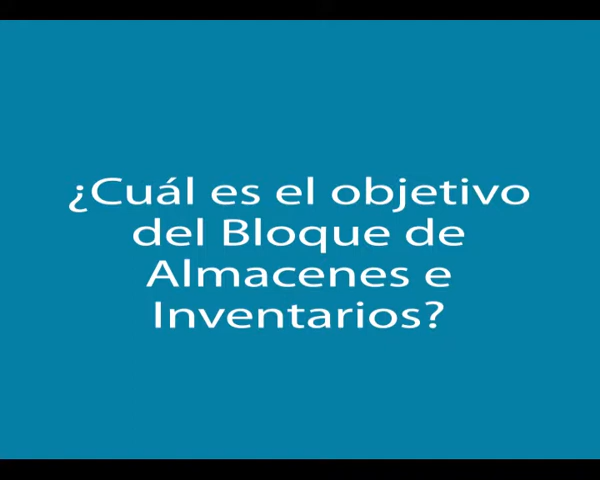 ¿Cuál es el objetivo
del Bloque de
Almacenes e
Inventarios?